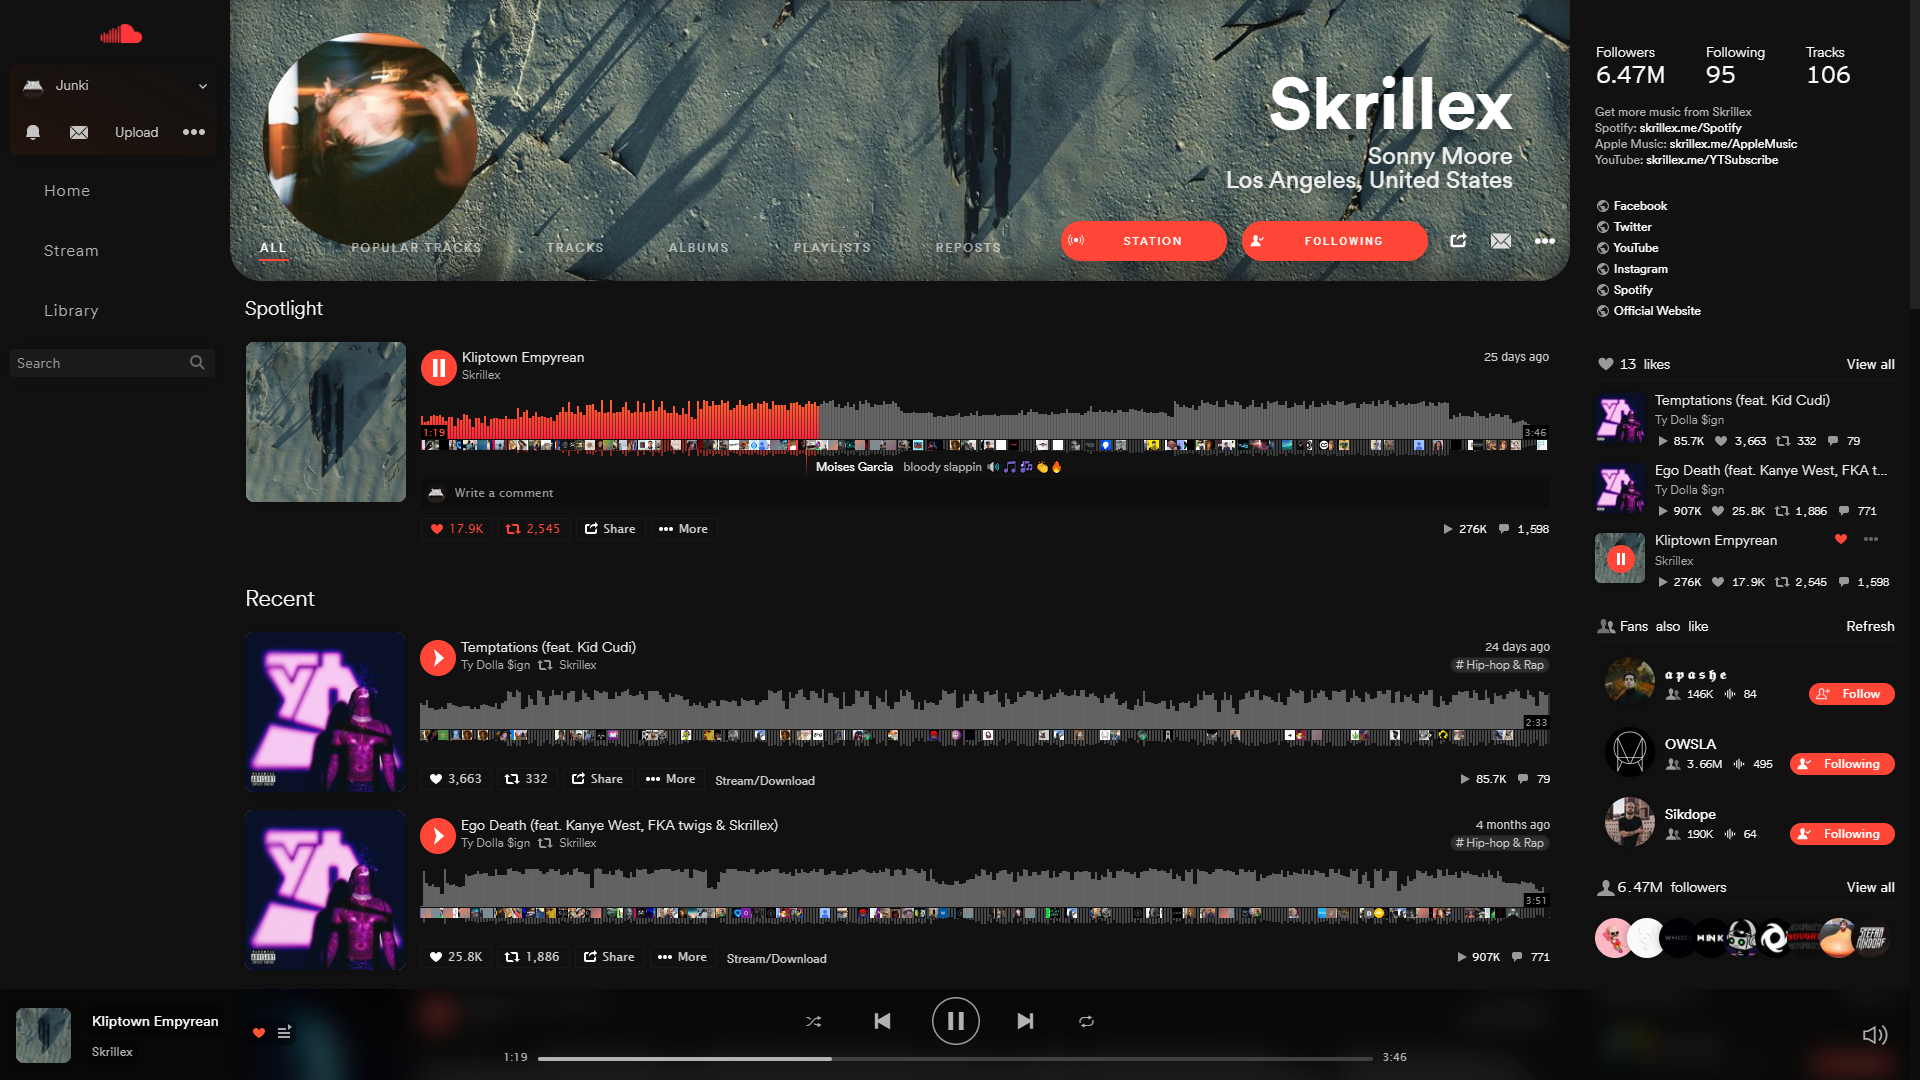 Junki
Upload
Home
Stream
Library
Search
Skrillex
Sonny Moore
Los Angeles, United States
ALL POPULAR TRACKS TRACKS ALBUMS PLAYLISTS REPOSTS
STATION FOLLOWING
Spotlight
Kliptown Empyrean 25 days ago
Skrillex
1:19 3:46
Moises Garcia bloody slappin 🔊🎵🎶👏🔥
Write a comment
17.9K 2,545 Share More 276K 1,598
Recent
Temptations (feat. Kid Cudi) 24 days ago
Ty Dolla $ign Skrillex # Hip-hop & Rap
2:33
3,663 332 Share More Stream/Download 85.7K 79
Ego Death (feat. Kanye West, FKA twigs & Skrillex) 4 months ago
Ty Dolla $ign Skrillex # Hip-hop & Rap
3:51
25.8K 1,886 Share More Stream/Download 907K 771
Followers Following Tracks
6.47M 95 106
Get more music from Skrillex
Spotify: skrillex.me/Spotify
Apple Music: skrillex.me/AppleMusic
YouTube: skrillex.me/YTSubscribe
Facebook
Twitter
YouTube
Instagram
Spotify
Official Website
13 likes View all
Temptations (feat. Kid Cudi)
Ty Dolla $ign
85.7K 3,663 332 79
Ego Death (feat. Kanye West, FKA t...
Ty Dolla $ign
907K 25.8K 1,886 771
Kliptown Empyrean
Skrillex
276K 17.9K 2,545 1,598
Fans also like Refresh
𝖆𝖕𝖆𝖘𝖍𝖊
146K 84 Follow
OWSLA
3.66M 495 Following
Sikdope
190K 64 Following
6.47M followers View all
Kliptown Empyrean
Skrillex
1:19 3:46